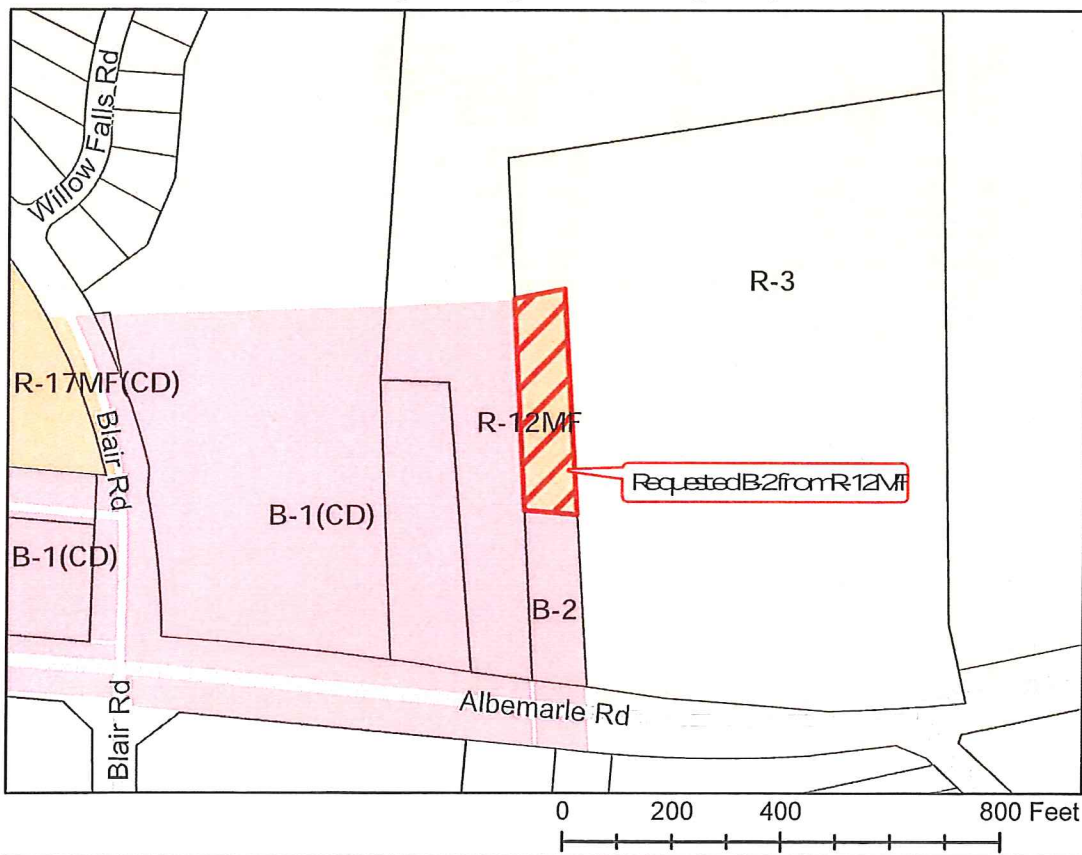 Willow Falls Rd
R-3
R-17MF(CD)
R-12MF
Blair Rd
Requested B-2 from R-12MF
B-1(CD)
B-1(CD)
B-2
Albemarle Rd
Blair Rd
0 200 400 800 Feet